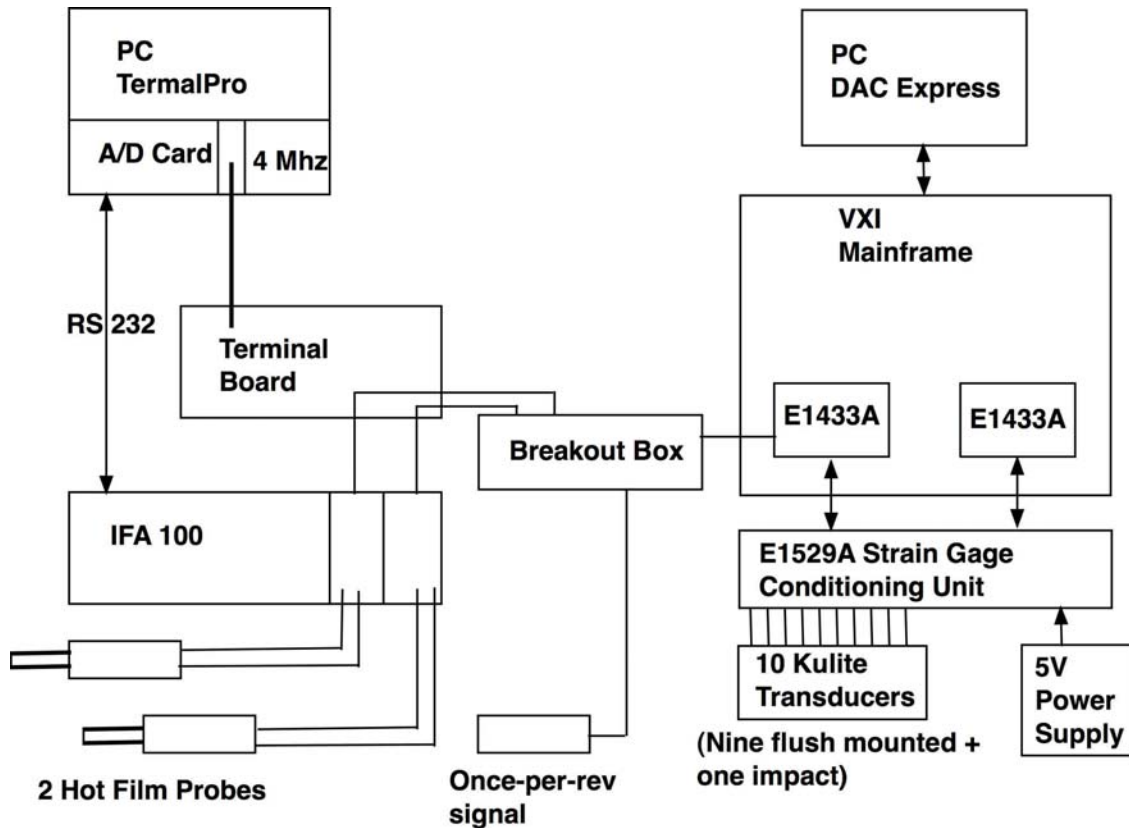 PC
TermalPro
A/D Card
4 Mhz
PC
DAC Express
VXI
Mainframe
RS 232
Terminal
Board
E1433A
E1433A
Breakout Box
IFA 100
E1529A Strain Gage
Conditioning Unit
10 Kulite
Transducers
5V
Power
Supply
(Nine flush mounted +
one impact)
2 Hot Film Probes
Once-per-rev
signal